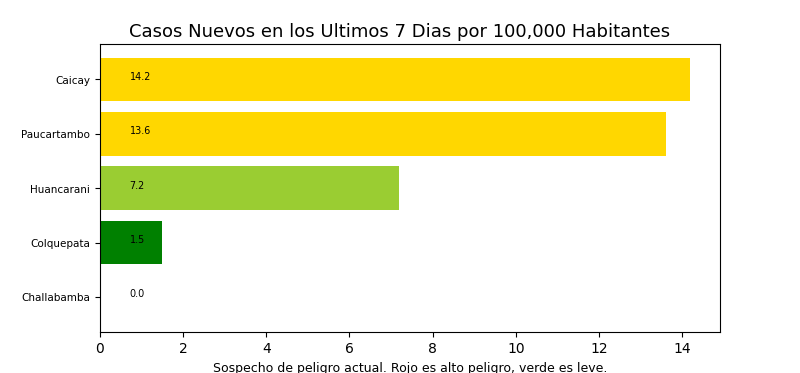 Casos Nuevos en los Ultimos 7 Dias por 100,000 Habitantes
Caicay 14.2
Paucartambo 13.6
Huancarani 7.2
Colquepata 1.5
Challabamba 0.0
0 2 4 6 8 10 12 14
Sospecho de peligro actual. Rojo es alto peligro, verde es leve.